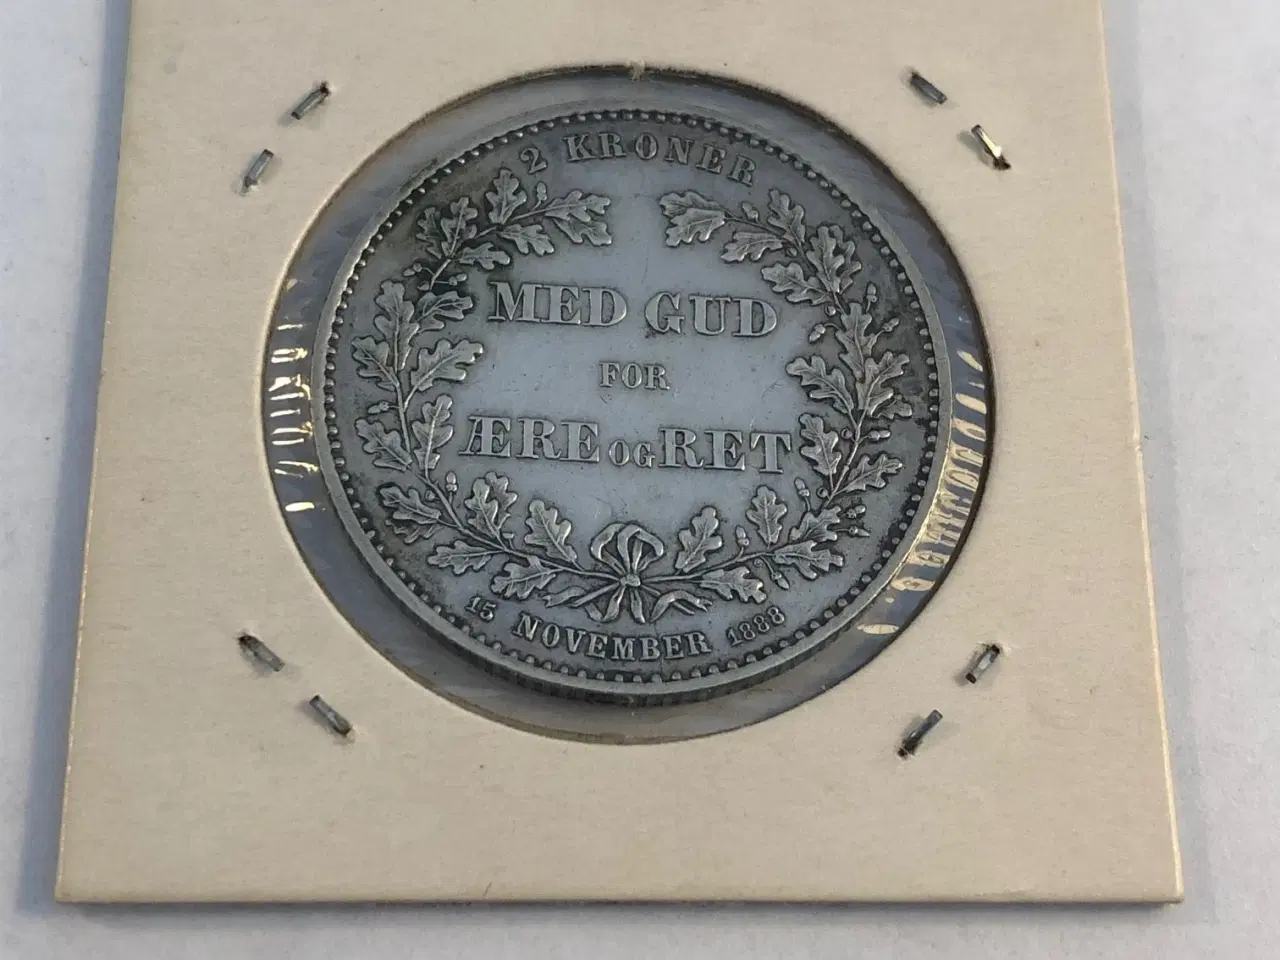 2 KRONER
MED GUD
FOR
ÆRE OG RET
15 NOVEMBER 1888